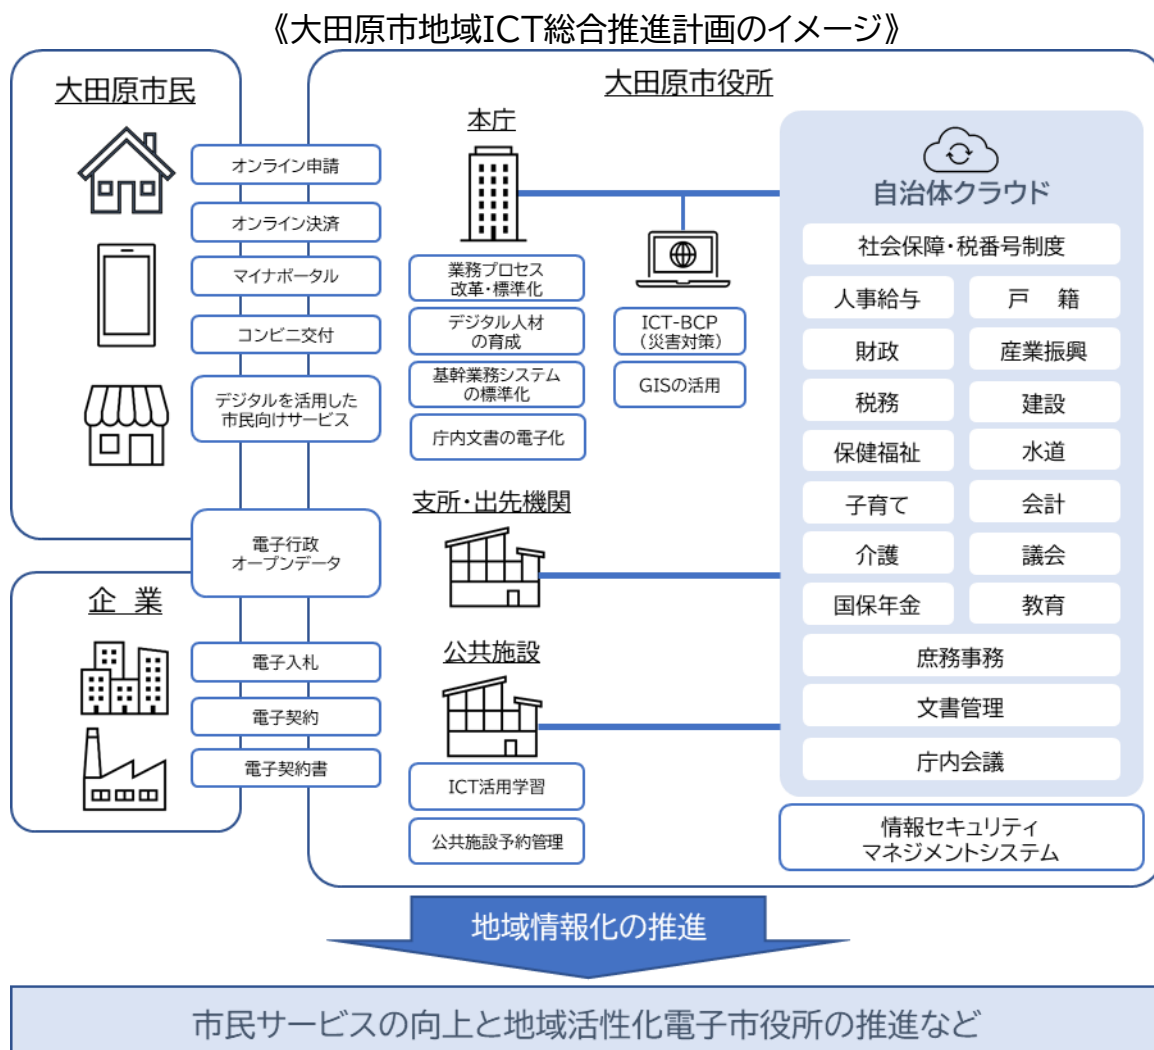 《大田原市地域ICT総合推進計画のイメージ》
大田原市民
オンライン申請
オンライン決済
マイナポータル
コンビニ交付
デジタルを活用した
市民向けサービス
電子行政
オープンデータ
企 業
電子入札
電子契約
電子契約書
大田原市役所
本庁
業務プロセス
改革・標準化
デジタル人材
の育成
基幹業務システム
の標準化
庁内文書の電子化
ICT-BCP
(災害対策)
GISの活用
支所・出先機関
公共施設
ICT活用学習
公共施設予約管理
自治体クラウド
社会保障・税番号制度
人事給与
戸 籍
財政
産業振興
税務
建設
保健福祉
水道
子育て
会計
介護
議会
国保年金
教育
庶務事務
文書管理
庁内会議
情報セキュリティ
マネジメントシステム
地域情報化の推進
市民サービスの向上と地域活性化電子市役所の推進など